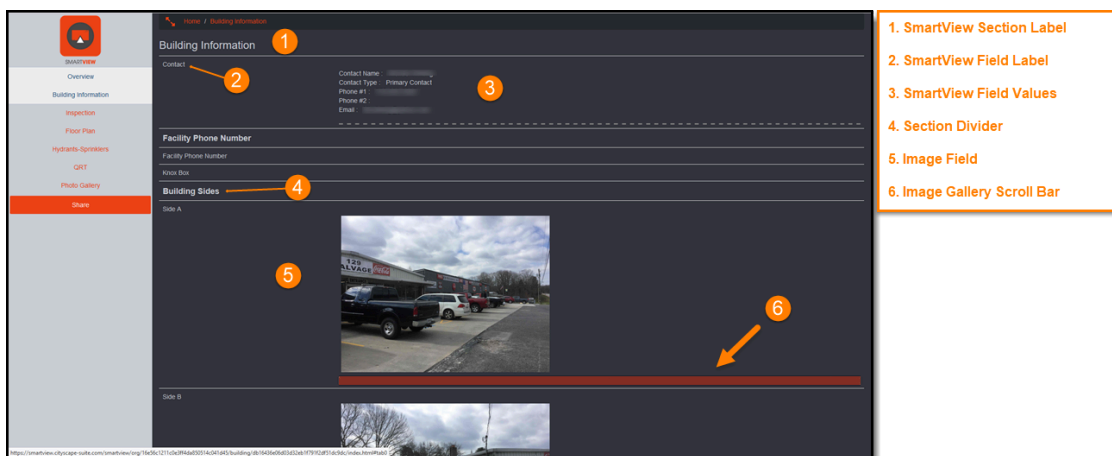 Home / Building Information
Building Information
1
SMARTVIEW
Overview
Building Information
Inspection
Floor Plan
Hydrants-Sprinklers
QRT
Photo Gallery
Share
Contact
2
Contact Name :
Contact Type : Primary Contact
Phone #1 :
Phone #2 :
Email :
3
Facility Phone Number
Facility Phone Number
Knox Box
Building Sides
4
Side A
129
ALVAGE
5
6
Side B
1. SmartView Section Label
2. SmartView Field Label
3. SmartView Field Values
4. Section Divider
5. Image Field
6. Image Gallery Scroll Bar